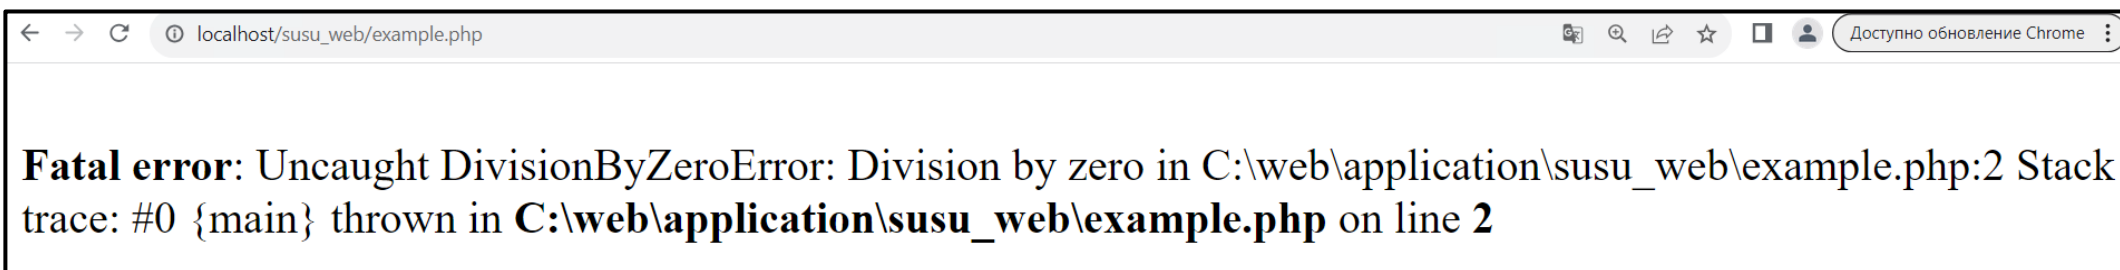 localhost/susu_web/example.php
Доступно обновление Chrome
Fatal error: Uncaught DivisionByZeroError: Division by zero in C:\web\application\susu_web\example.php:2 Stack
trace: #0 {main} thrown in C:\web\application\susu_web\example.php on line 2